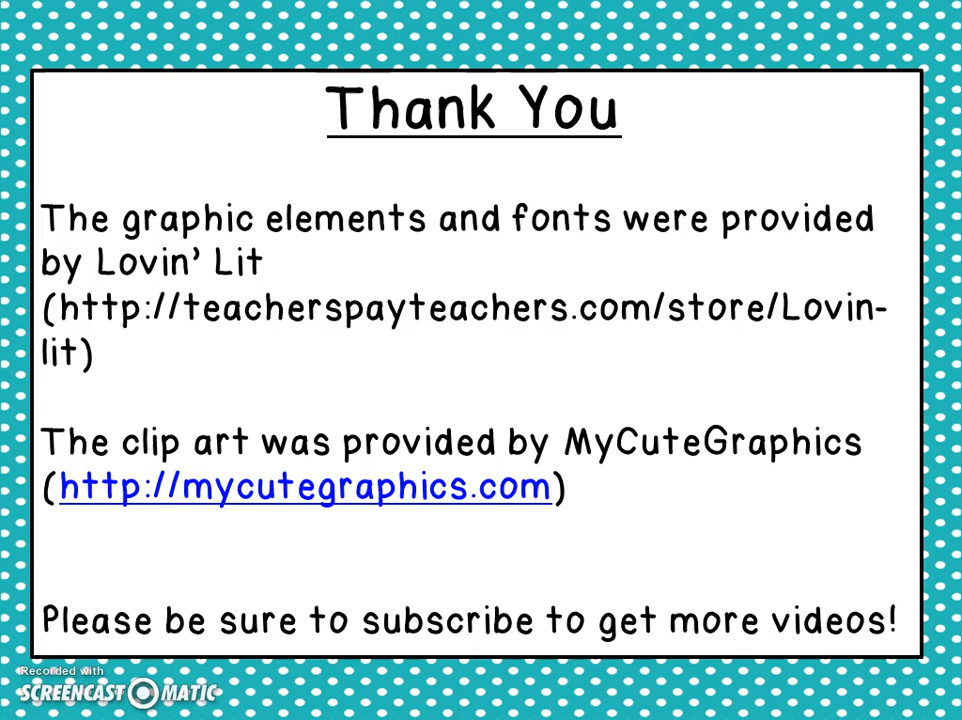 Thank You
The graphic elements and fonts were provided
by Lovin' Lit
(http://teacherspayteachers.com/store/Lovin-
lit)
The clip art was provided by MyCuteGraphics
(http://mycutegraphics.com)
Please be sure to subscribe to get more videos!
Recorded with
SCREENCAST MATIC